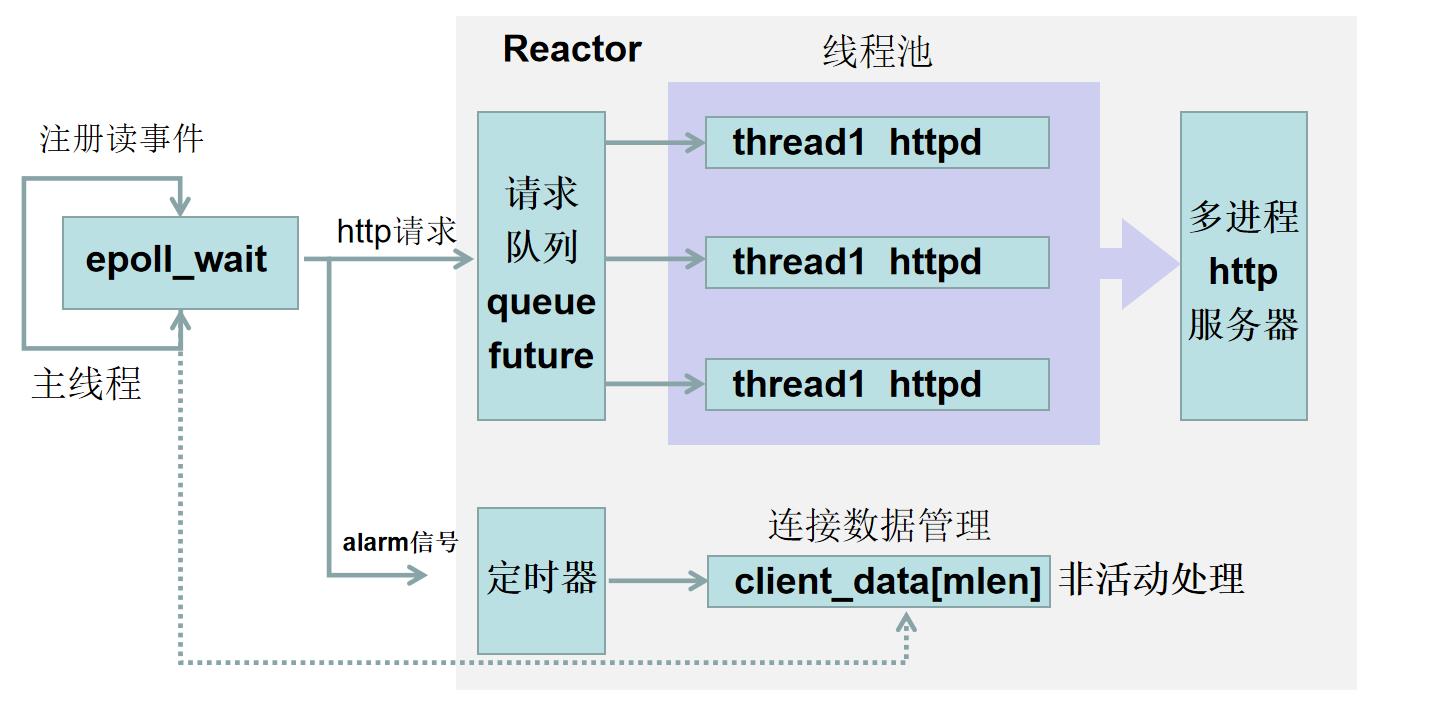 Reactor
线程池
注册读事件
epoll_wait
主线程
http请求
请求
队列
queue
future
thread1 httpd
thread1 httpd
thread1 httpd
多进程
http
服务器
alarm信号
定时器
连接数据管理
client_data[mlen]
非活动处理